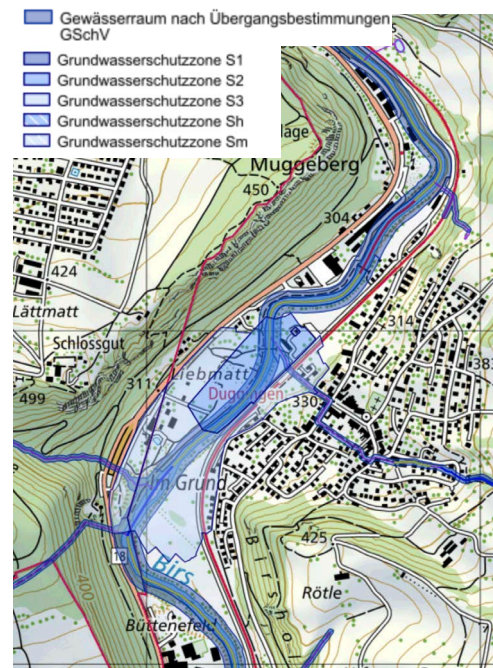 Gewässerraum nach Übergangsbestimmungen
GSchV
Grundwasserschutzzone S1
Grundwasserschutzzone S2
Grundwasserschutzzone S3
Grundwasserschutzzone Sh
Grundwasserschutzzone Sm
Muggeberg
450
304
424
Lättmatt
314
Schlossgut
383
311
Liebmatt
499
Duggingen
330
Im Grund
425
18
400
Birs
Rötle
Büttenefeld